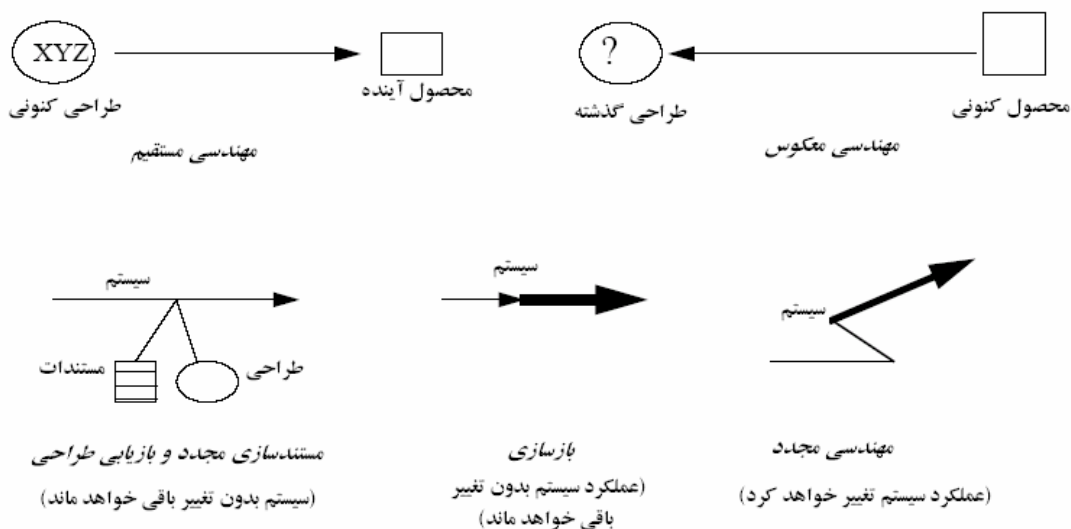 XYZ
?
محصول آینده
طراحی کنونی
محصول کنونی
طراحی گذشته
مهندسی مستقیم
مهندسی معکوس
سیستم
سیستم
سیستم
مستندات
طراحی
مهندسی مجدد
(عملکرد سیستم تغییر خواهد کرد)
بازسازی
(عملکرد سیستم بدون تغییر
باقی خواهد ماند)
مستندسازی مجدد و بازیابی طراحی
(سیستم بدون تغییر باقی خواهد ماند)